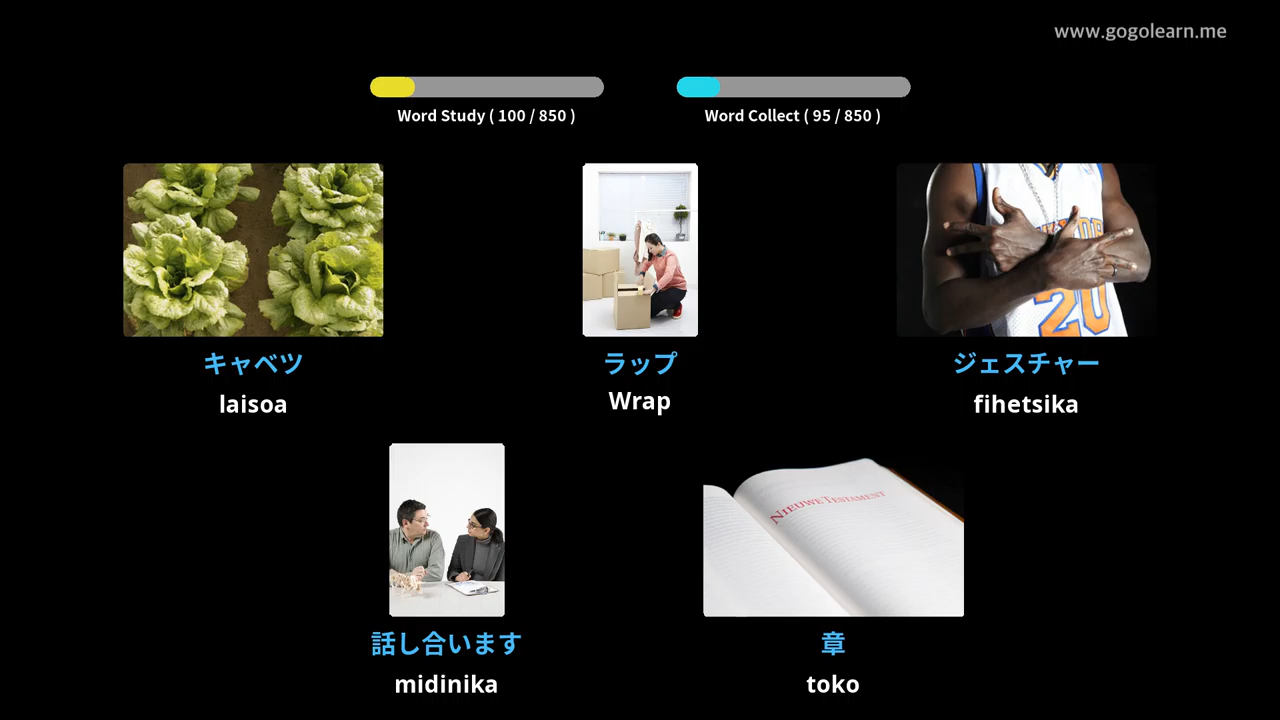 www.gogolearn.me
Word Study ( 100 / 850 )
Word Collect ( 95 / 850 )
キャベツ
laisoa
ラップ
Wrap
ジェスチャー
fihetsika
20
NIEUWE TESTAMENT
話し合います
midinika
章
toko